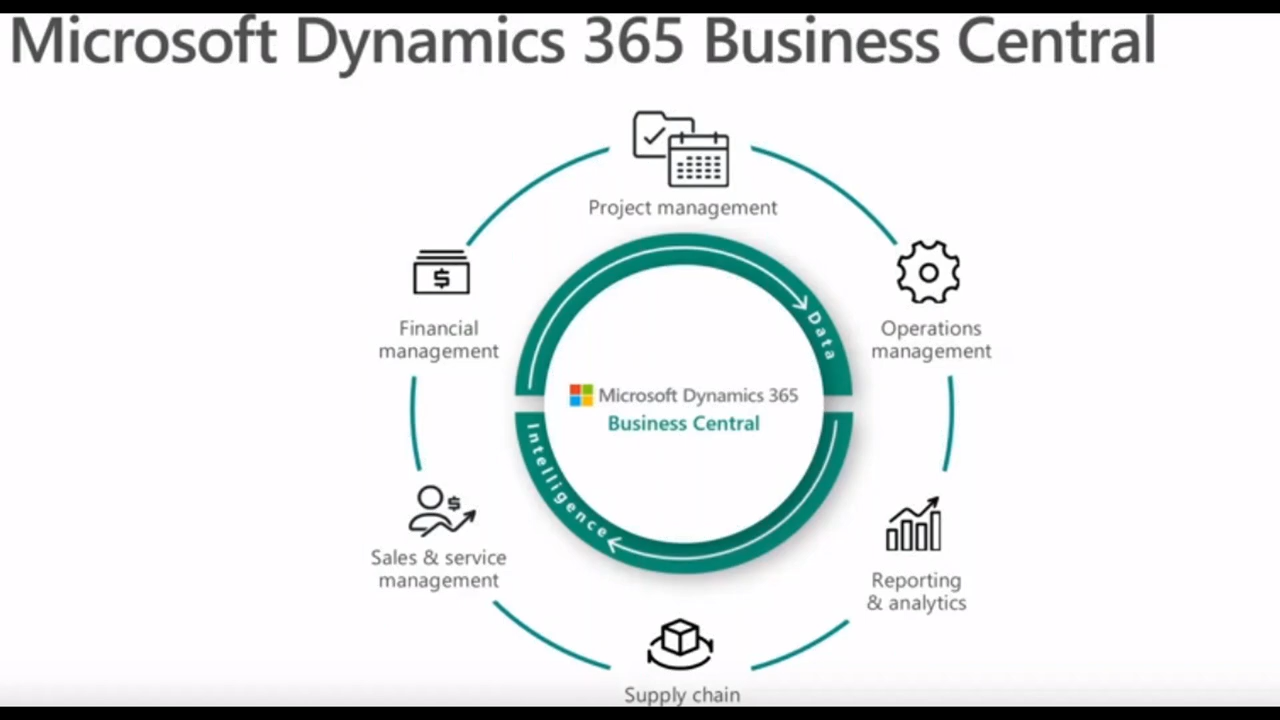 Microsoft Dynamics 365 Business Central
Project management
Financial
management
Operations
management
Data
Microsoft Dynamics 365
Business Central
Intelligence
Sales & service
management
Reporting
& analytics
Supply chain
$
$